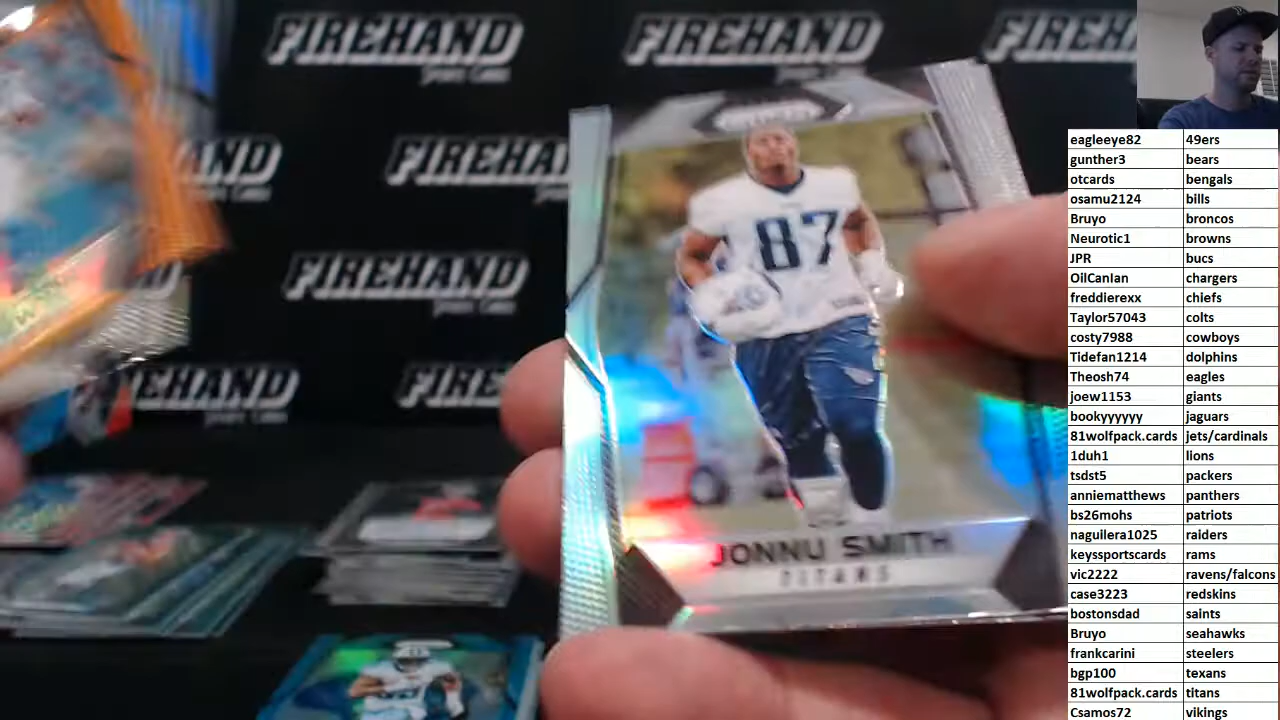 FIREHAND
FIREHAND
FIREHAND
FIREHAND
FIREHA
FIREHAND
FIREHAND
FIRE
87
JONNU SMITH
TITANS
eagleeye82 49ers
gunther3 bears
otcards bengals
osamu2124 bills
Bruyo broncos
Neurotic1 browns
JPR bucs
OilCanIan chargers
freddierexx chiefs
Taylor57043 colts
costy7988 cowboys
Tidefan1214 dolphins
Theosh74 eagles
joew1153 giants
bookyyyyyy jaguars
81wolfpack.cards jets/cardinals
1duh1 lions
tsdst5 packers
anniematthews panthers
bs26mohs patriots
naguilera1025 raiders
keyssportscards rams
vic2222 ravens/falcons
case3223 redskins
bostonsdad saints
Bruyo seahawks
frankcarini steelers
bgp100 texans
81wolfpack.cards titans
Csamos72 vikings